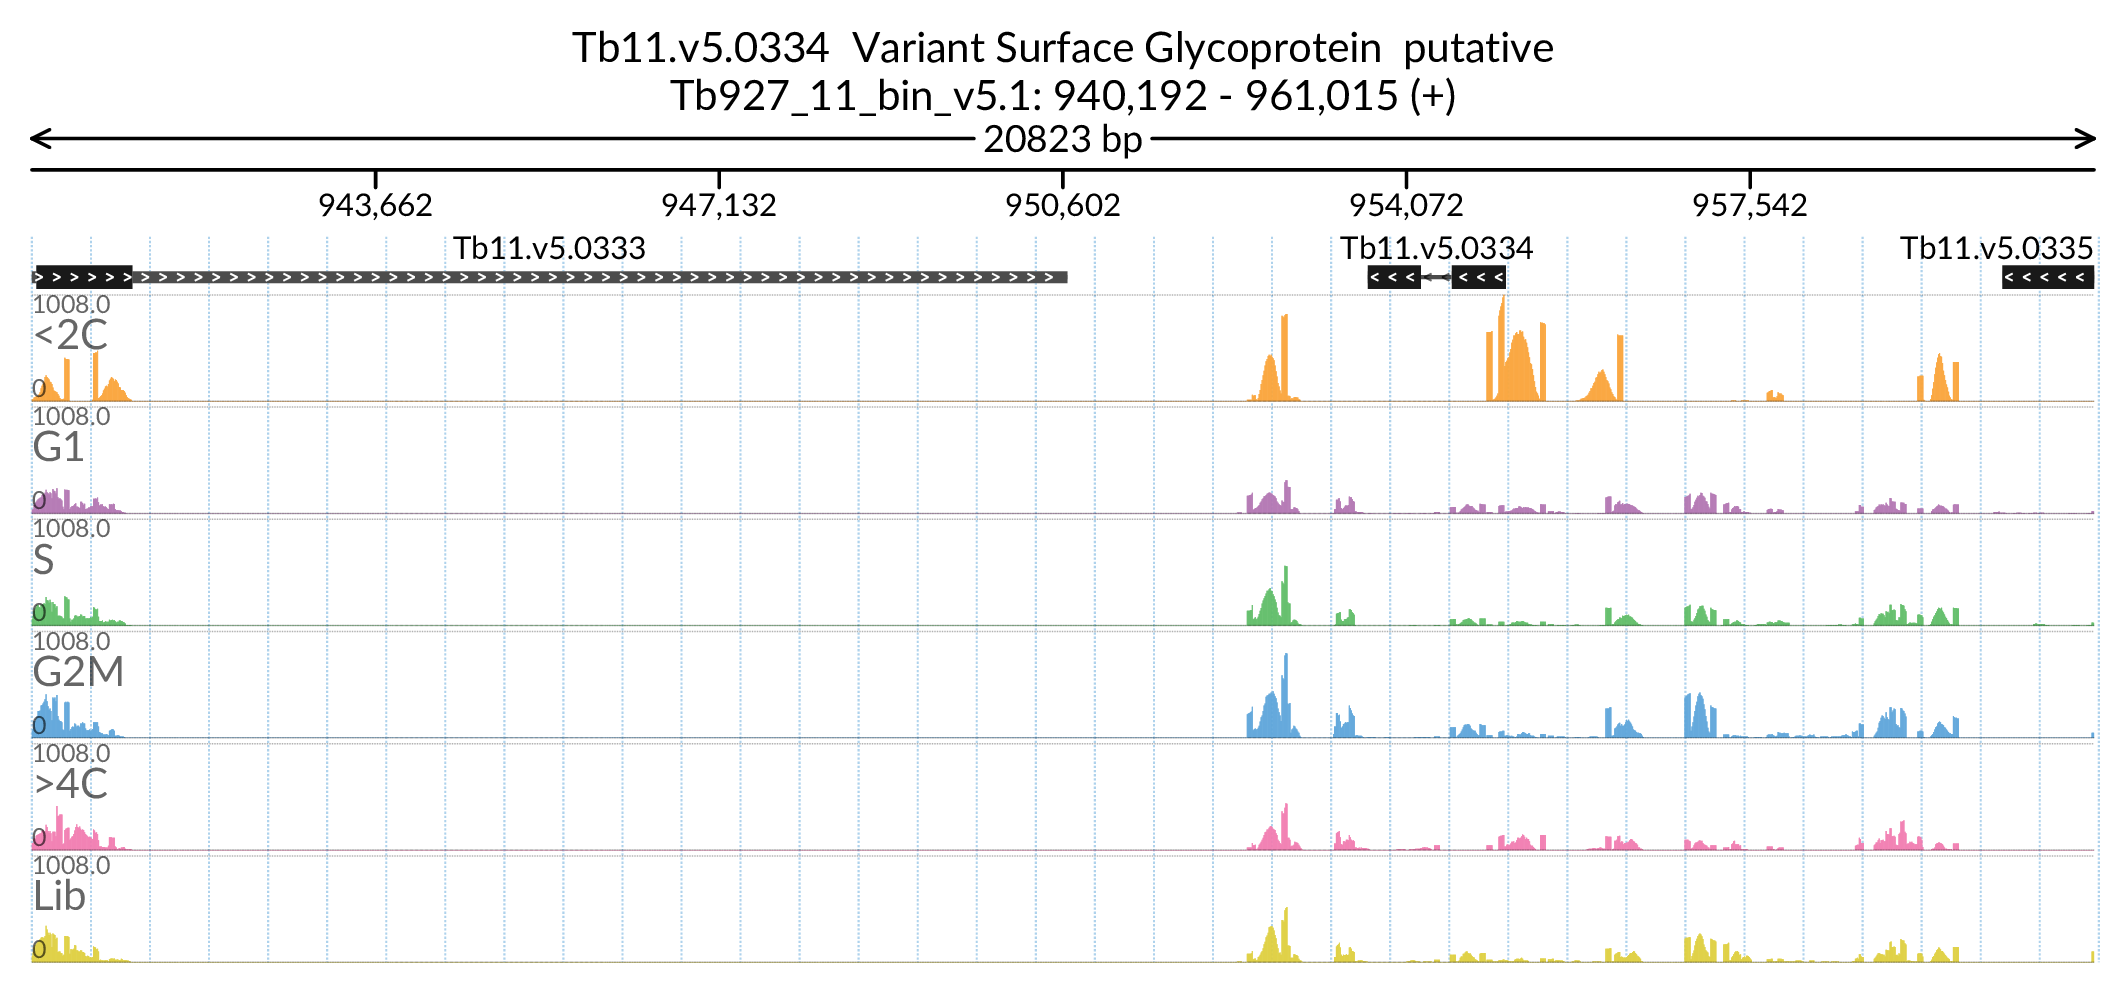 Tb11.v5.0334 Variant Surface Glycoprotein putative
Tb927_11_bin_v5.1: 940,192 - 961,015 (+)
20823 bp
943,662 947,132 950,602 954,072 957,542
Tb11.v5.0333 Tb11.v5.0334 Tb11.v5.0335
1008.0
<2C
0
1008.0
G1
0
1008.0
S
0
1008.0
G2M
0
1008.0
>4C
0
1008.0
Lib
0